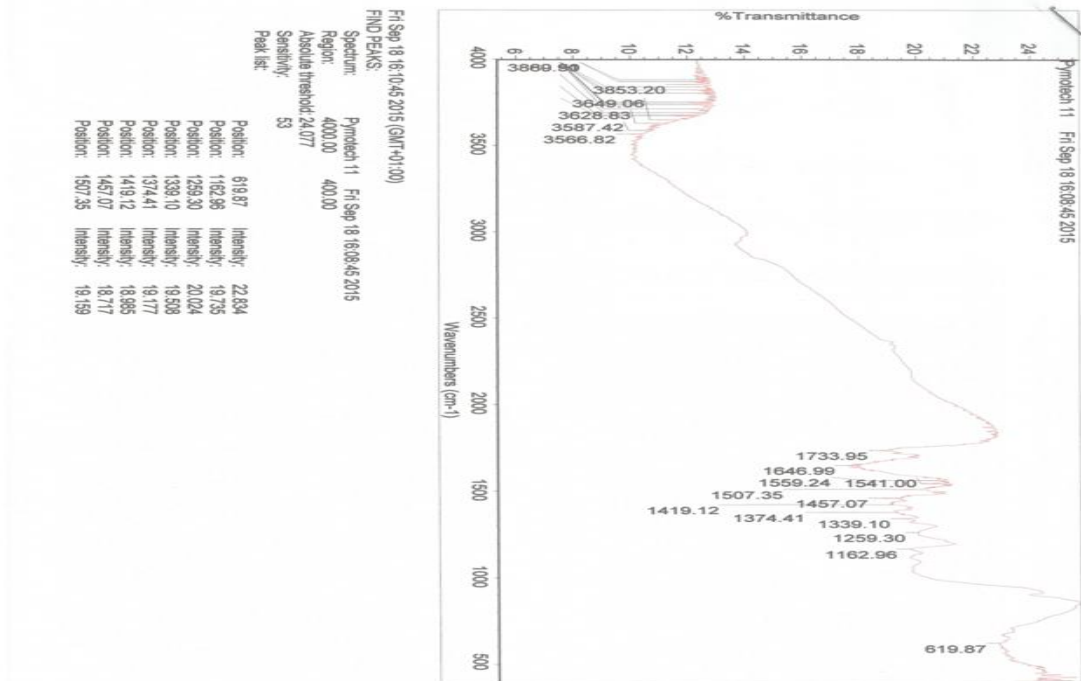 Pymotech 11    Fri Sep 18 16:08:45 2015
%Transmittance
24
22
20
18
16
14
12
10
8
6
3853.20
3649.06
3628.83
3587.42
3566.82
1733.95
1646.99
1559.24
1541.00
1507.35
1457.07
1419.12
1374.41
1339.10
1259.30
1162.96
619.87
4000
3500
3000
2500
2000
1500
1000
500
Wavenumbers (cm-1)
Fri Sep 18 16:10:45 2015 (GMT+01:00)
FIND PEAKS:
Spectrum: Pymotech 11 Fri Sep 18 16:08:45 2015
Region: 4000.00 400.00
Absolute threshold: 24.077
Sensitivity: 53
Peak list:
Position: 619.87 Intensity: 22.834
Position: 1162.96 Intensity: 19.735
Position: 1259.30 Intensity: 20.024
Position: 1339.10 Intensity: 19.508
Position: 1374.41 Intensity: 19.177
Position: 1419.12 Intensity: 18.985
Position: 1457.07 Intensity: 18.717
Position: 1507.35 Intensity: 19.159